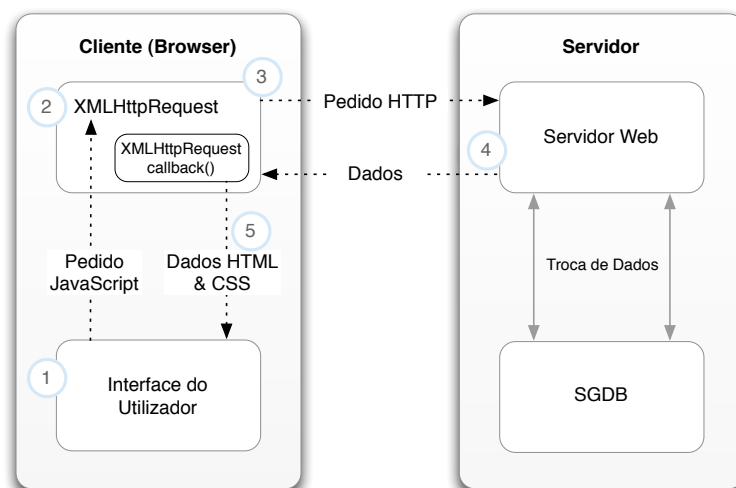 Cliente (Browser)
Servidor
3
2
XMLHttpRequest
Pedido HTTP
Servidor Web
XMLHttpRequest
callback()
4
Dados
5
Pedido
JavaScript
Dados HTML
& CSS
Troca de Dados
1
Interface do
Utilizador
SGDB